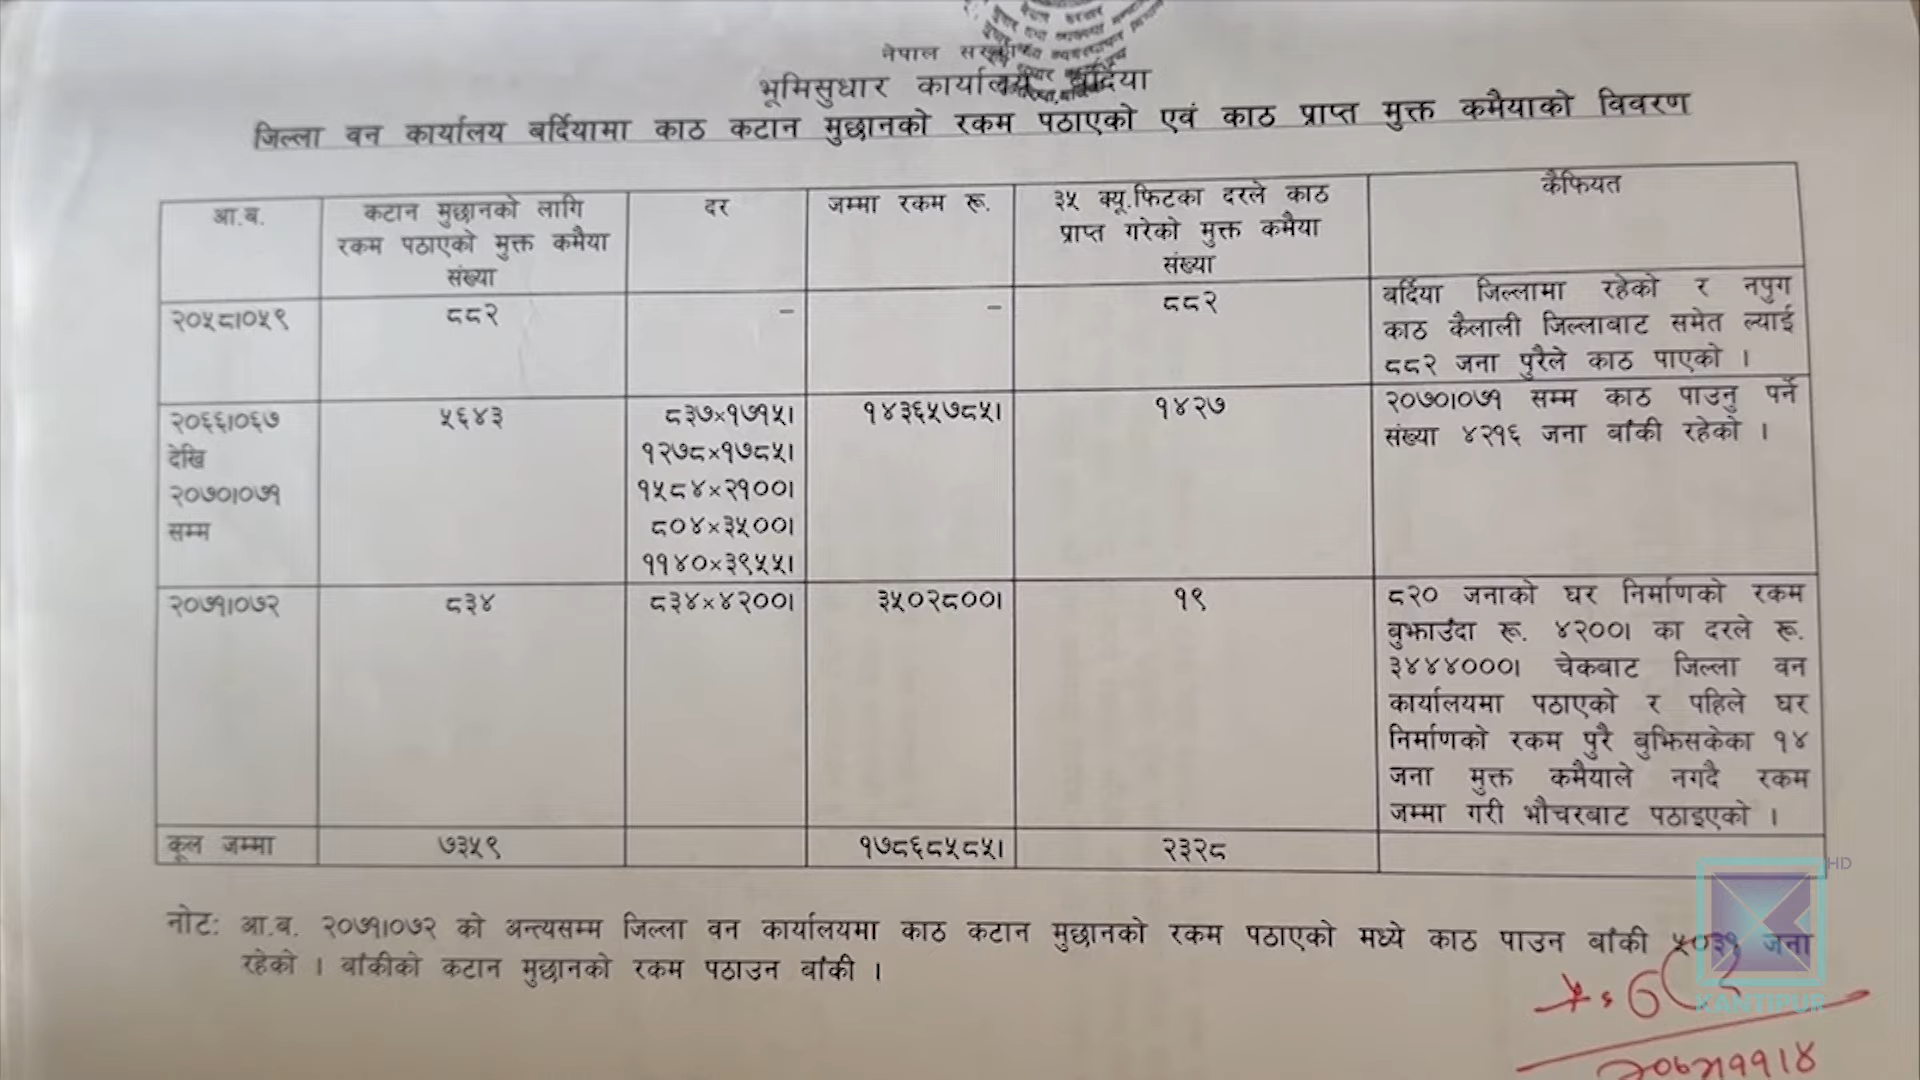 नेपाल सरकार
भूमिसुधार कार्यालय बर्दिया
जिल्ला वन कार्यालय बर्दियामा काठ कटान मुछानको रकम पठाएको एवं काठ प्राप्त मुक्त कमैयाको विवरण
आ.ब.
कटान मुछानको लागि
रकम पठाएको मुक्त कमैया
संख्या
दर
जम्मा रकम रू.
३५ क्यू.फिटका दरले काठ
प्राप्त गरेको मुक्त कमैया
संख्या
कैफियत
२०५८।०५९
८८२
–
–
८८२
बर्दिया जिल्लामा रहेको र नपुग
काठ कैलाली जिल्लाबाट समेत ल्याई
८८२ जना पुरैले काठ पाएको ।
२०६६।०६७
देखि
२०७०।०७१
सम्म
५६४३
८३७×१७१५।
१२७८×१७८५।
१५८४×२१००।
८०४×३५००।
११४०×३९५५।
१४३६५७८५।
१४२७
२०७०।०७१ सम्म काठ पाउनु पर्ने
संख्या ४२१६ जना बाँकी रहेको ।
२०७१।०७२
८३४
८३४×४२००।
३५०२८००।
१९
८२० जनाको घर निर्माणको रकम
बुझाउँदा रू. ४२००। का दरले रू.
३४४४०००। चेकबाट जिल्ला वन
कार्यालयमा पठाएको र पहिले घर
निर्माणको रकम पुरै बुझिसकेका १४
जना मुक्त कमैयाले नगदै रकम
जम्मा गरी भौचरबाट पठाइएको ।
कूल जम्मा
७३५९
१७८६८५८५।
२३२८
नोट: आ.ब. २०७१।०७२ को अन्त्यसम्म जिल्ला वन कार्यालयमा काठ कटान मुछानको रकम पठाएको मध्ये काठ पाउन बाँकी ५०३१ जना
रहेको । बाँकीको कटान मुछानको रकम पठाउन बाँकी ।
HD
KANTIPUR